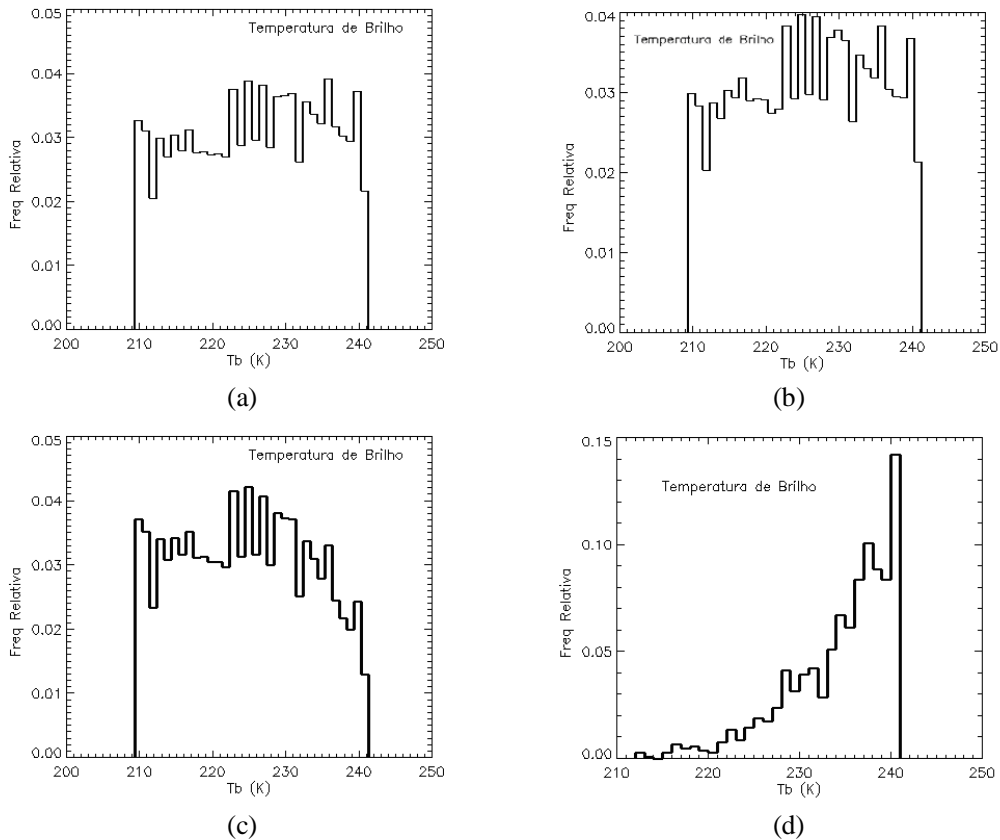 0.05
Temperatura de Brilho
0.04
0.03
0.02
0.01
0.00
Freq Relativa
200 210 220 230 240 250
Tb (K)
(a)
0.04
Temperatura de Brilho
0.03
0.02
0.01
0.00
Freq Relativa
200 210 220 230 240 250
Tb (K)
(b)
0.05
Temperatura de Brilho
0.04
0.03
0.02
0.01
0.00
Freq Relativa
200 210 220 230 240 250
Tb (K)
(c)
0.15
Temperatura de Brilho
0.10
0.05
0.00
Freq Relativa
210 220 230 240 250
Tb (K)
(d)